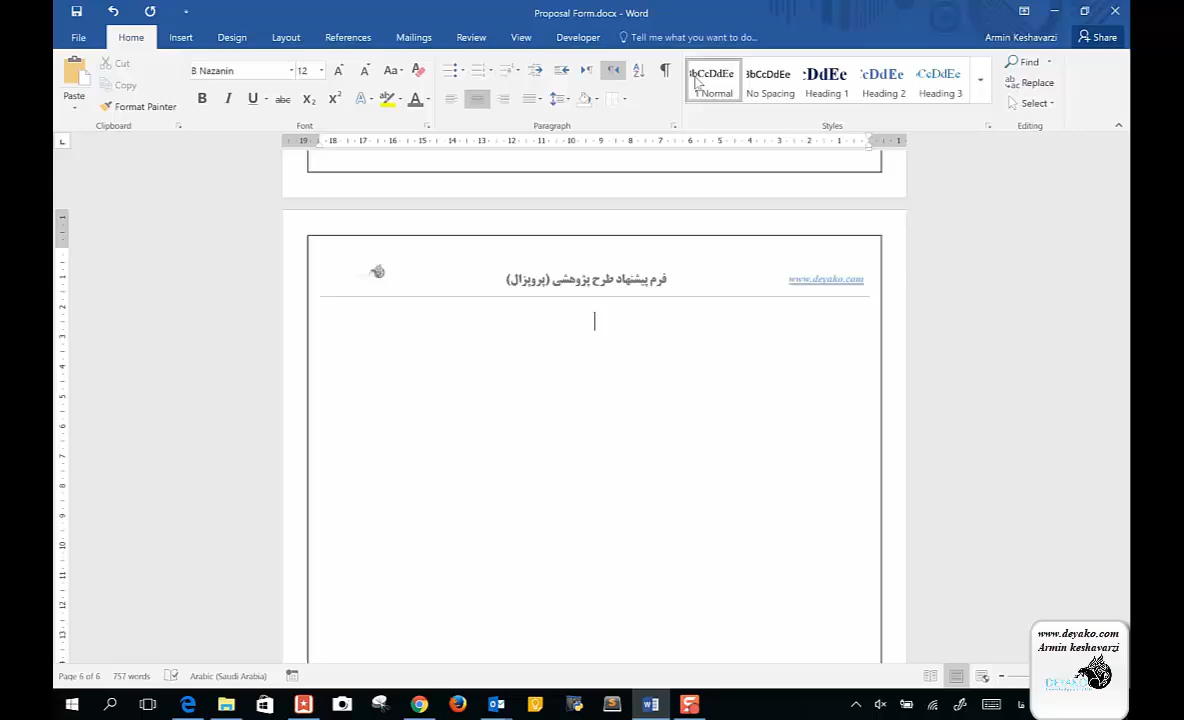 Proposal Form.docx - Word
File
Home
Insert
Design
Layout
References
Mailings
Review
View
Developer
Tell me what you want to do...
Armin Keshavarzi
Share
Paste
Cut
Copy
Format Painter
Clipboard
B Nazanin
12
Font
Paragraph
Normal
No Spacing
Heading 1
Heading 2
Heading 3
Styles
Find
Replace
Select
Editing
فرم پیشنهاد طرح پژوهشی (پروپزال)
www.deyako.com
Page 6 of 6
757 words
Arabic (Saudi Arabia)
www.deyako.com
Armin keshavarzi
DEYAKO